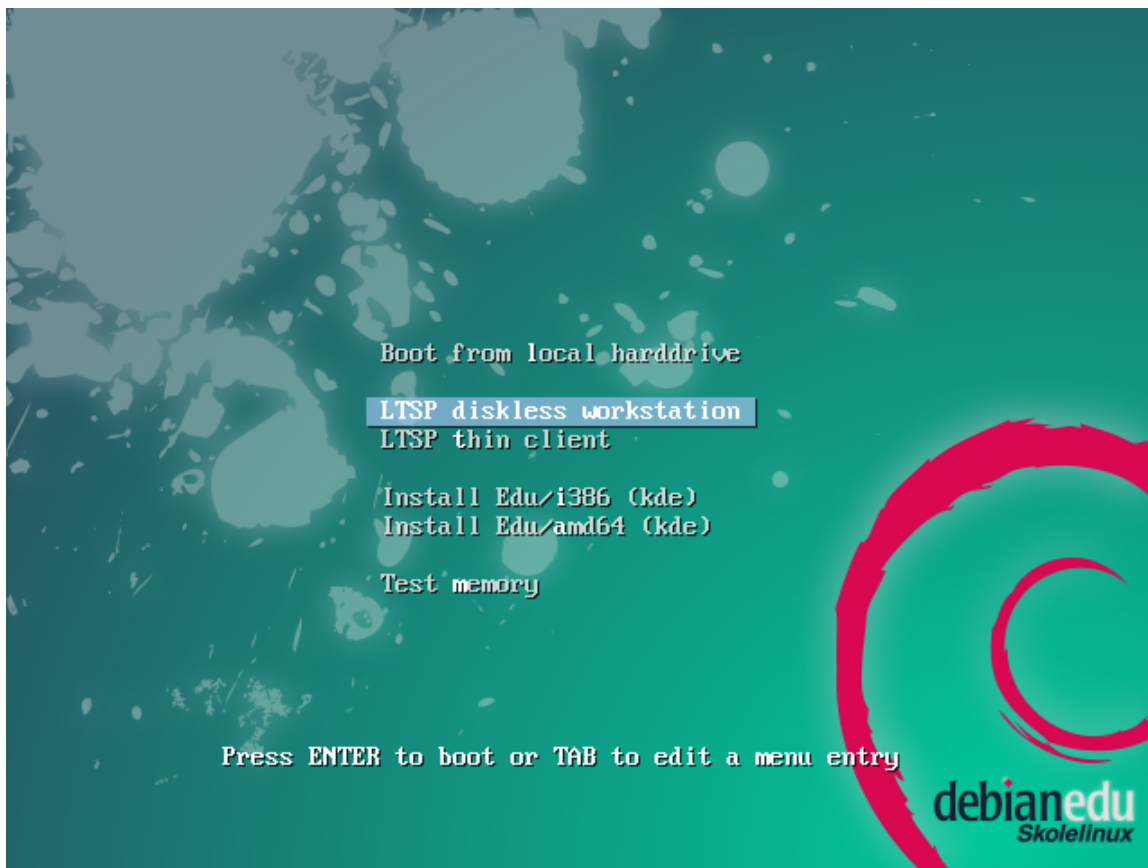 Boot from local harddrive
LTSP diskless workstation
LTSP thin client
Install Edu/i386 (kde)
Install Edu/amd64 (kde)
Test memory
Press ENTER to boot or TAB to edit a menu entry
debianedu
Skolelinux